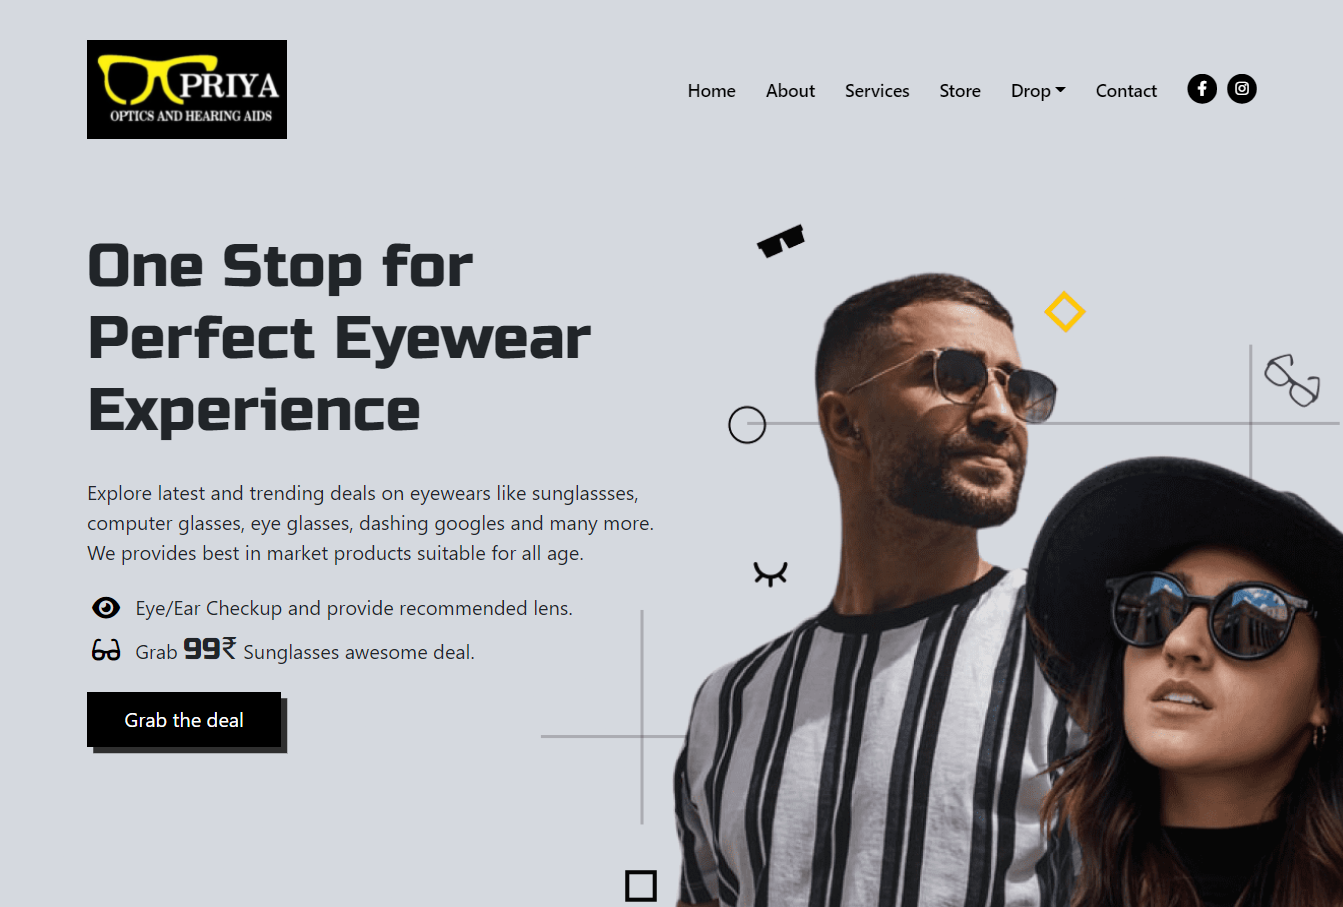 PRIYA
OPTICS AND HEARING AIDS
Home About Services Store Drop Contact
One Stop for
Perfect Eyewear
Experience
Explore latest and trending deals on eyewears like sunglassses,
computer glasses, eye glasses, dashing googles and many more.
We provides best in market products suitable for all age.
Eye/Ear Checkup and provide recommended lens.
Grab 99₹ Sunglasses awesome deal.
Grab the deal